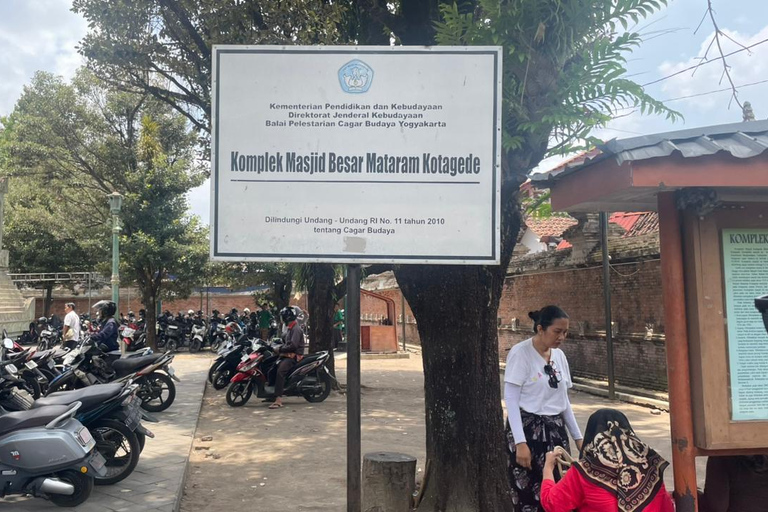 Kementerian Pendidikan dan Kebudayaan
Direktorat Jenderal Kebudayaan
Balai Pelestarian Cagar Budaya Yogyakarta
Komplek Masjid Besar Mataram Kotagede
Dilindungi Undang - Undang RI No. 11 tahun 2010
tentang Cagar Budaya
KOMPLE